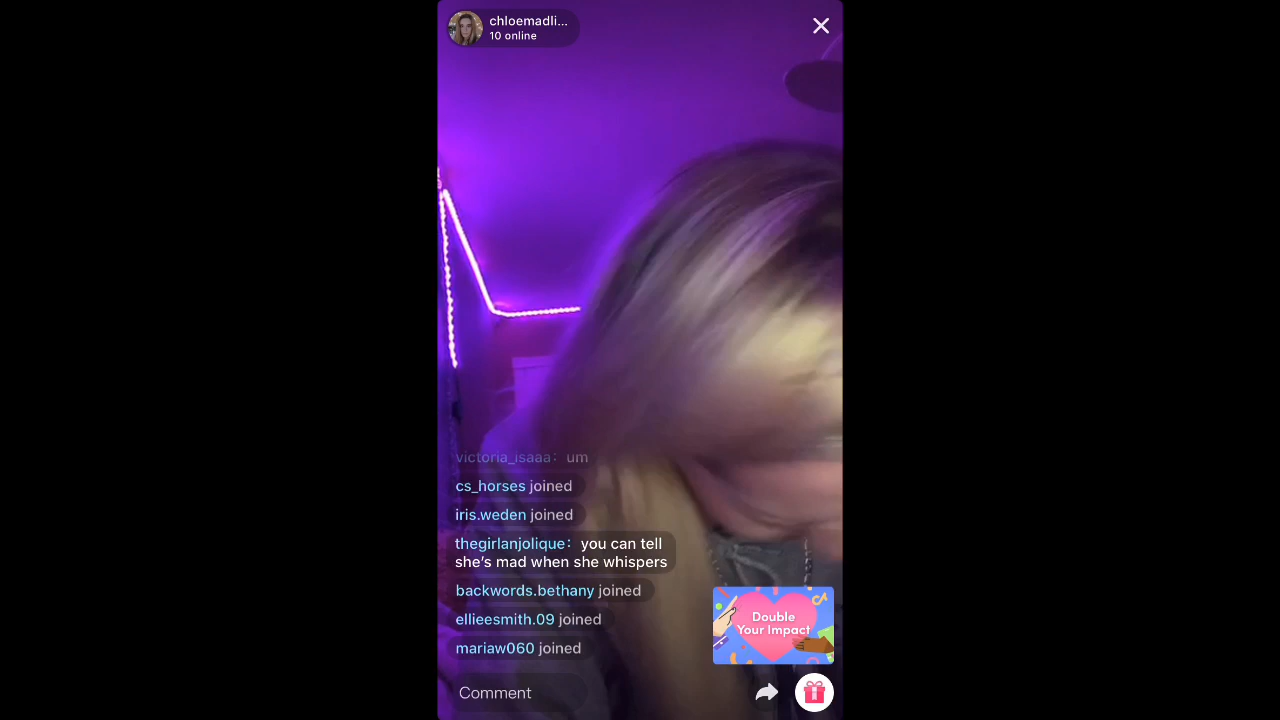 chloemadli...
10 online
victoria_isaaa: um
cs_horses joined
iris.weden joined
thegirlanjolique: you can tell
she's mad when she whispers
backwords.bethany joined
ellieesmith.09 joined
mariaw060 joined
Double
Your Impact
Comment